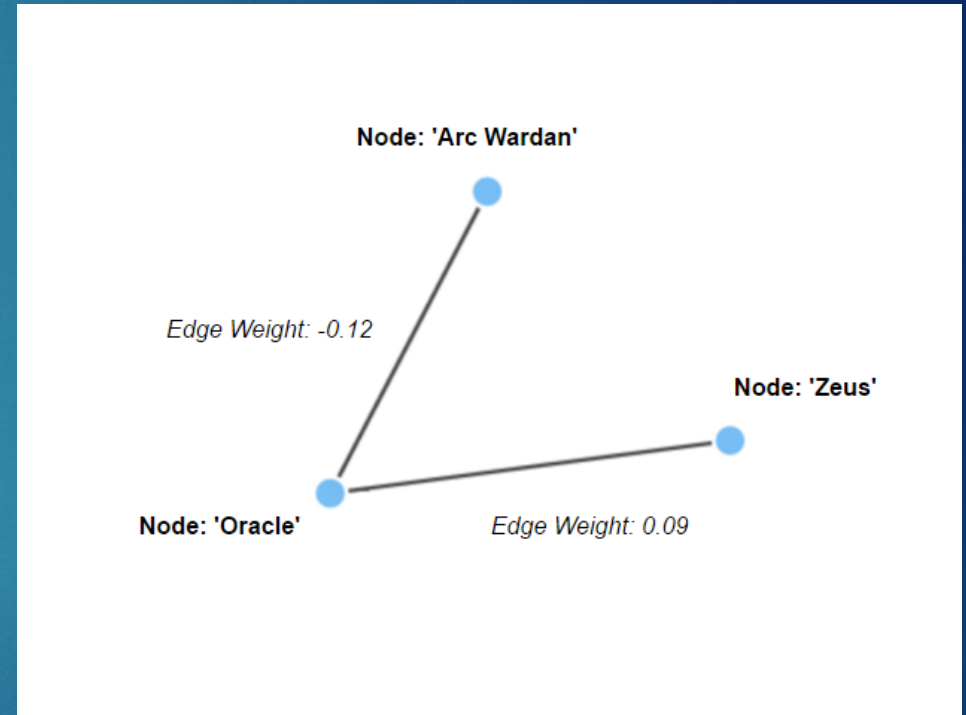 Node: 'Arc Wardan'
Edge Weight: -0.12
Node: 'Zeus'
Node: 'Oracle'
Edge Weight: 0.09